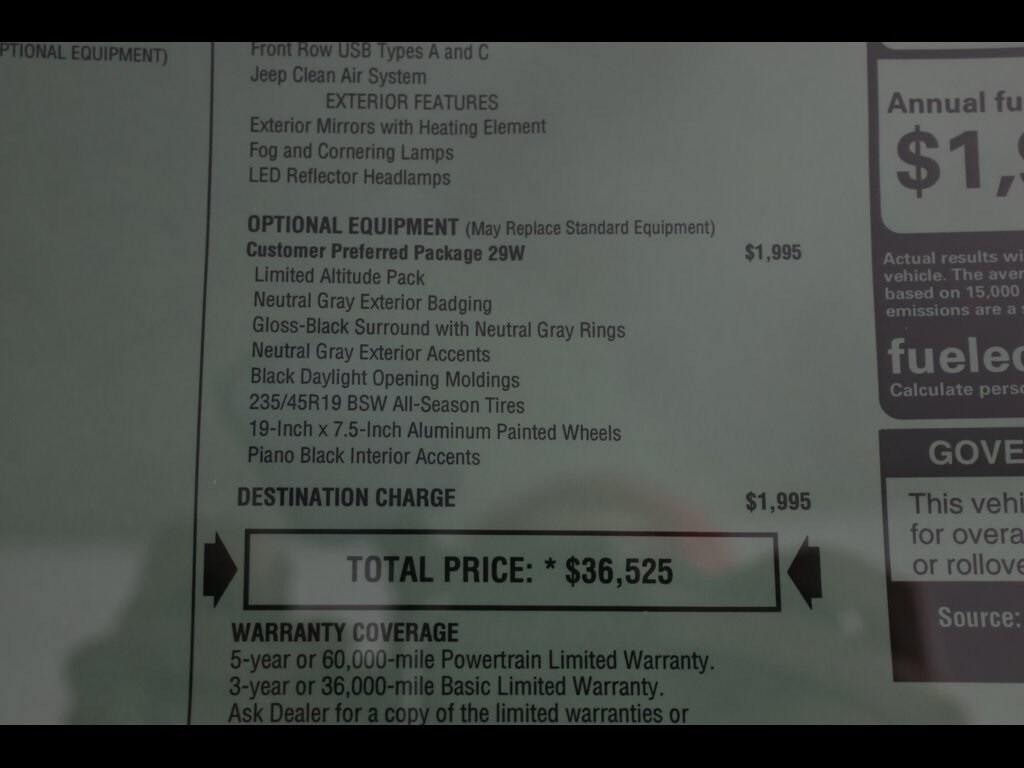 PTIONAL EQUIPMENT)
Front Row USB Types A and C
Jeep Clean Air System
EXTERIOR FEATURES
Exterior Mirrors with Heating Element
Fog and Cornering Lamps
LED Reflector Headlamps
OPTIONAL EQUIPMENT (May Replace Standard Equipment)
Customer Preferred Package 29W $1,995
Limited Altitude Pack
Neutral Gray Exterior Badging
Gloss-Black Surround with Neutral Gray Rings
Neutral Gray Exterior Accents
Black Daylight Opening Moldings
235/45R19 BSW All-Season Tires
19-Inch x 7.5-Inch Aluminum Painted Wheels
Piano Black Interior Accents
DESTINATION CHARGE $1,995
TOTAL PRICE: * $36,525
WARRANTY COVERAGE
5-year or 60,000-mile Powertrain Limited Warranty.
3-year or 36,000-mile Basic Limited Warranty.
Ask Dealer for a copy of the limited warranties or
Annual fu
$1,
Actual results wi
vehicle. The aver
based on 15,000
emissions are a s
fuelec
Calculate perso
GOVE
This vehi
for overa
or rollove
Source: